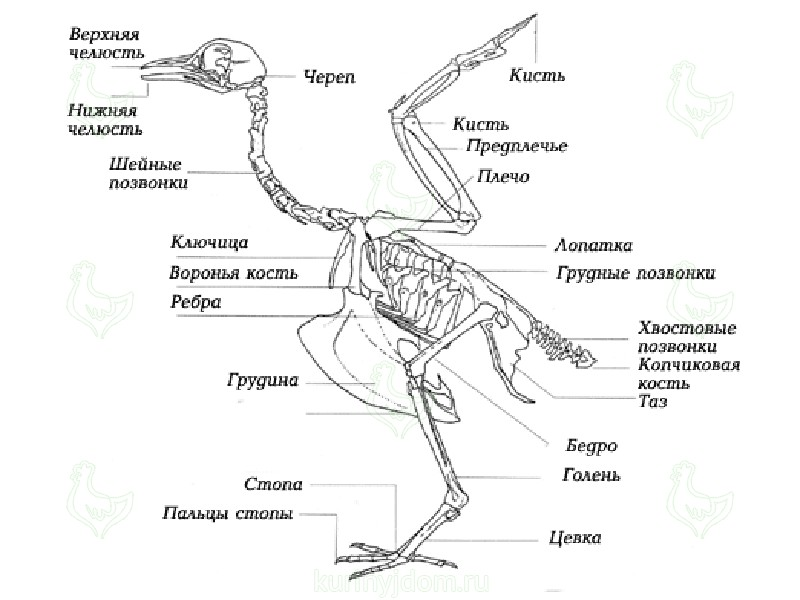 Верхняя
челюсть
Череп
Кисть
Нижняя
челюсть
Кисть
Предплечье
Шейные
позвонки
Плечо
Ключица
Лопатка
Воронья кость
Грудные позвонки
Ребра
Хвостовые
позвонки
Копчиковая
кость
Грудина
Таз
Бедро
Голень
Стопа
Пальцы стопы
Цевка
kurinyjdom.ru